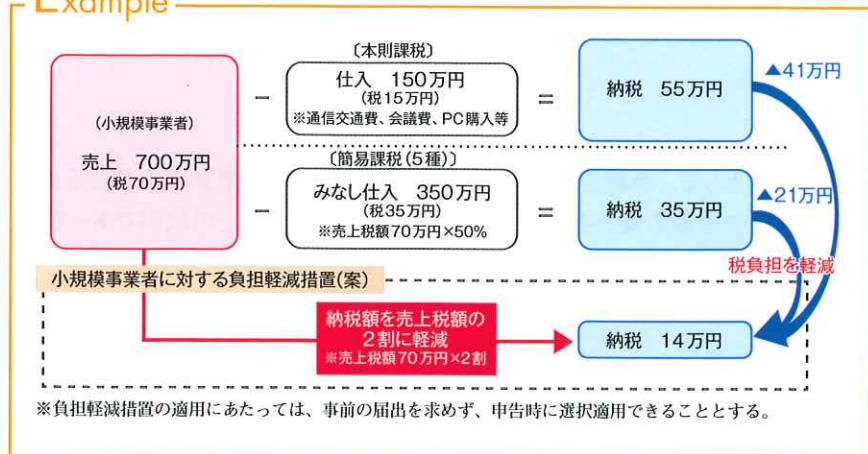 Example
〔本則課税〕
(小規模事業者)
売上 700万円
(税70万円)
－
仕入 150万円
(税15万円)
※通信交通費、会議費、PC購入等
＝
納税 55万円
▲41万円
〔簡易課税(5種)〕
－
みなし仕入 350万円
(税35万円)
※売上税額70万円×50%
＝
納税 35万円
▲21万円
税負担を軽減
小規模事業者に対する負担軽減措置(案)
納税額を売上税額の
2割に軽減
※売上税額70万円×2割
納税 14万円
※負担軽減措置の適用にあたっては、事前の届出を求めず、申告時に選択適用できることとする。